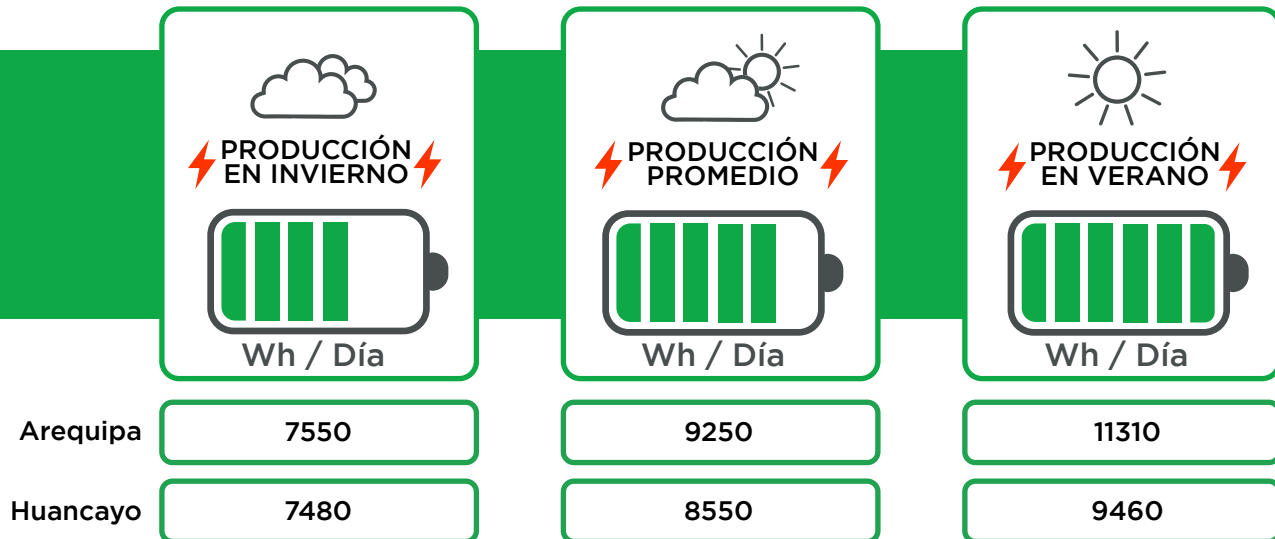 PRODUCCIÓN
EN INVIERNO
Wh / Día
PRODUCCIÓN
PROMEDIO
Wh / Día
PRODUCCIÓN
EN VERANO
Wh / Día
Arequipa 7550 9250 11310
Huancayo 7480 8550 9460